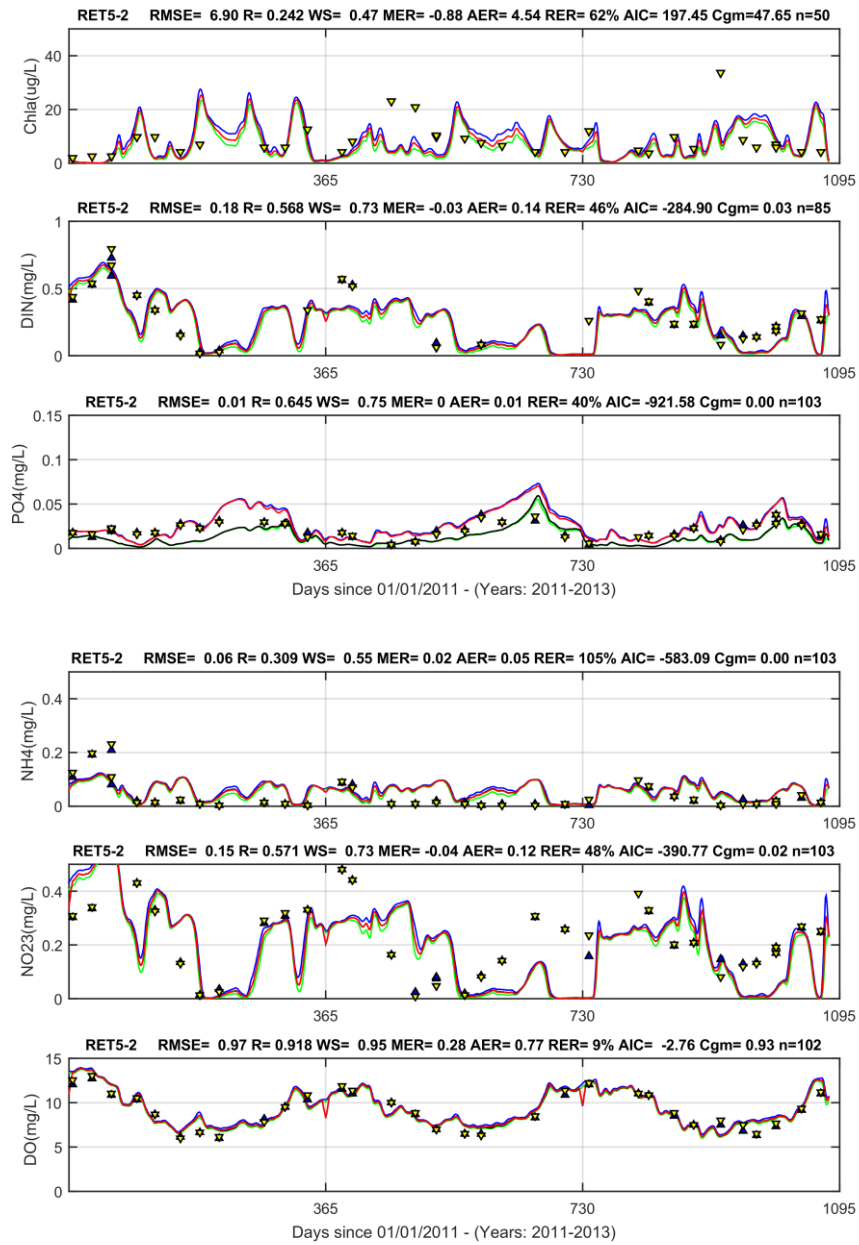 RET5-2 RMSE= 6.90 R= 0.242 WS= 0.47 MER= -0.88 AER= 4.54 RER= 62% AIC= 197.45 Cgm=47.65 n=50
40
20
0
Chla(ug/L)
365
730
1095
RET5-2 RMSE= 0.18 R= 0.568 WS= 0.73 MER= -0.03 AER= 0.14 RER= 46% AIC= -284.90 Cgm= 0.03 n=85
1
0.5
0
DIN(mg/L)
365
730
1095
RET5-2 RMSE= 0.01 R= 0.645 WS= 0.75 MER= 0 AER= 0.01 RER= 40% AIC= -921.58 Cgm= 0.00 n=103
0.15
0.1
0.05
0
PO4(mg/L)
365
730
1095
Days since 01/01/2011 - (Years: 2011-2013)
RET5-2 RMSE= 0.06 R= 0.309 WS= 0.55 MER= 0.02 AER= 0.05 RER= 105% AIC= -583.09 Cgm= 0.00 n=103
0.4
0.2
0
NH4(mg/L)
365
730
1095
RET5-2 RMSE= 0.15 R= 0.571 WS= 0.73 MER= -0.04 AER= 0.12 RER= 48% AIC= -390.77 Cgm= 0.02 n=103
0.4
0.2
0
NO23(mg/L)
365
730
1095
RET5-2 RMSE= 0.97 R= 0.918 WS= 0.95 MER= 0.28 AER= 0.77 RER= 9% AIC= -2.76 Cgm= 0.93 n=102
15
10
5
0
DO(mg/L)
365
730
1095
Days since 01/01/2011 - (Years: 2011-2013)